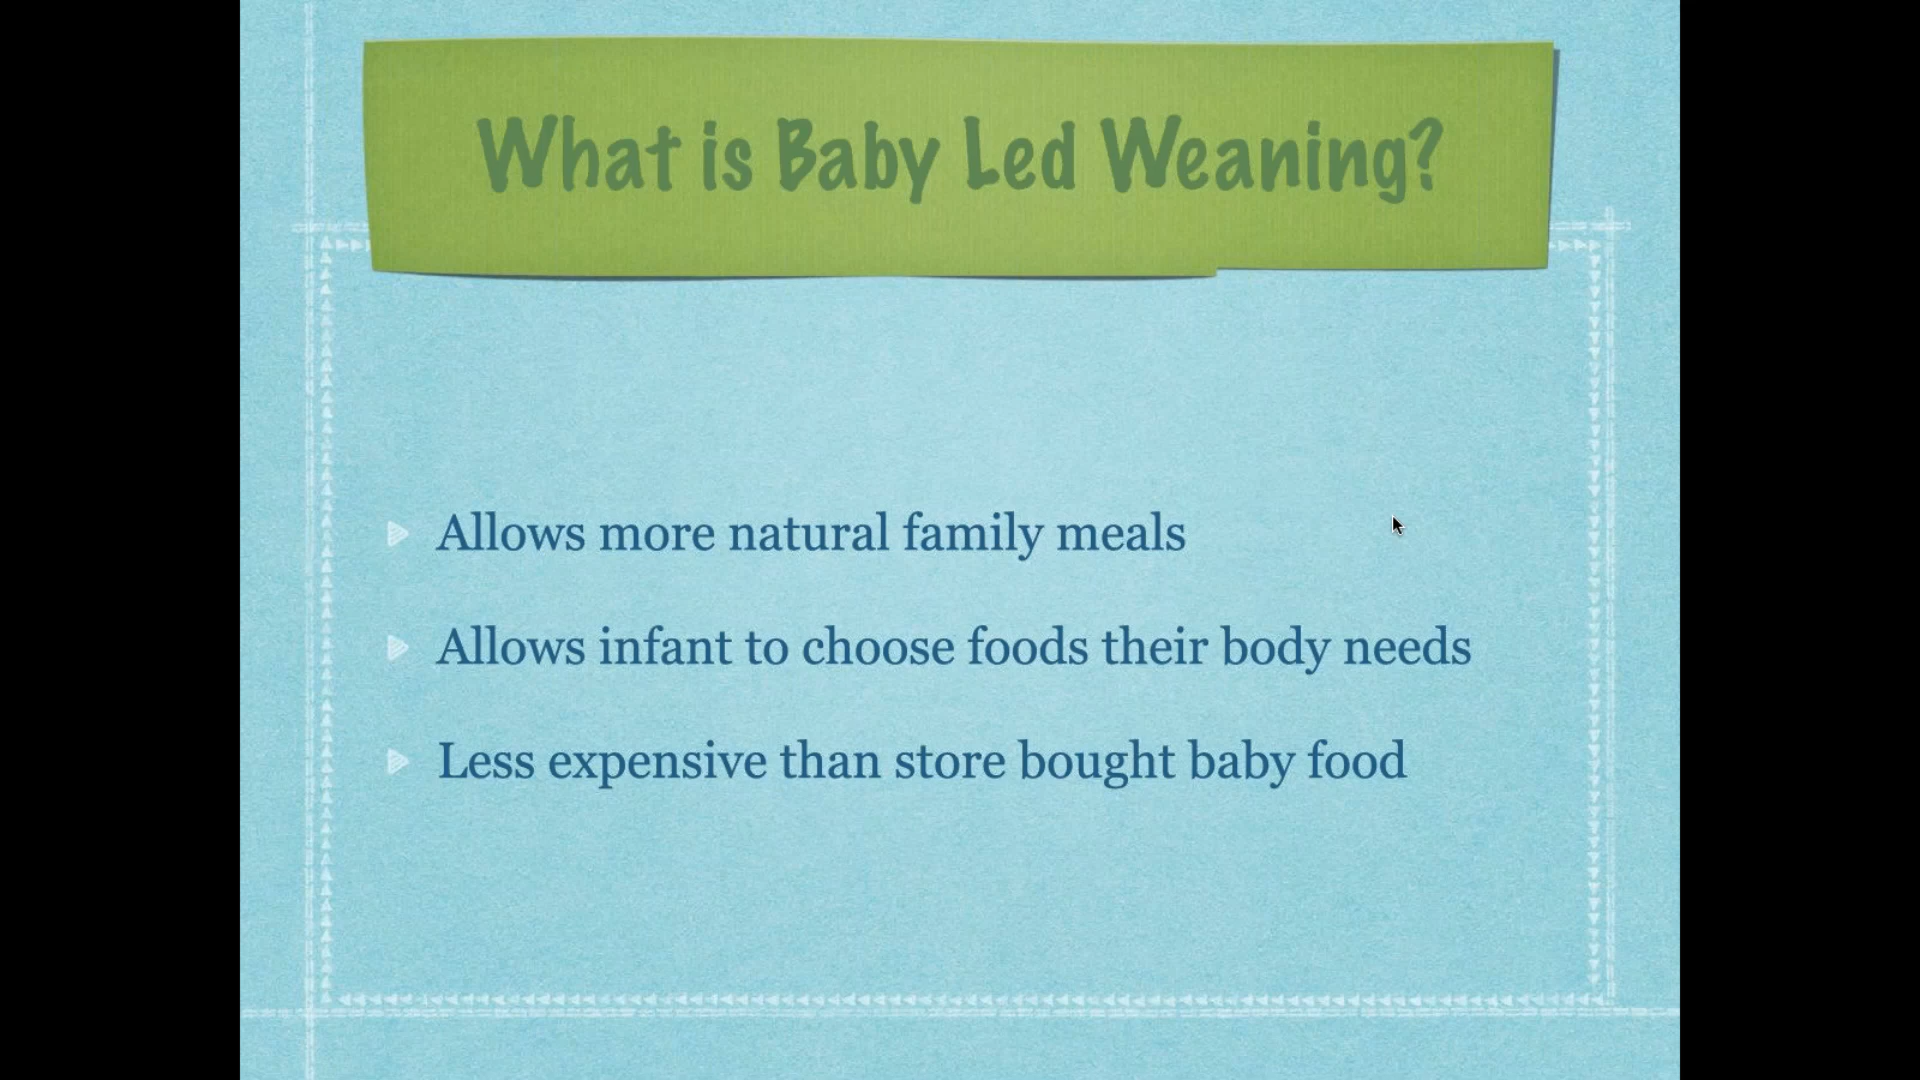 What is Baby Led Weaning?
Allows more natural family meals
Allows infant to choose foods their body needs
Less expensive than store bought baby food